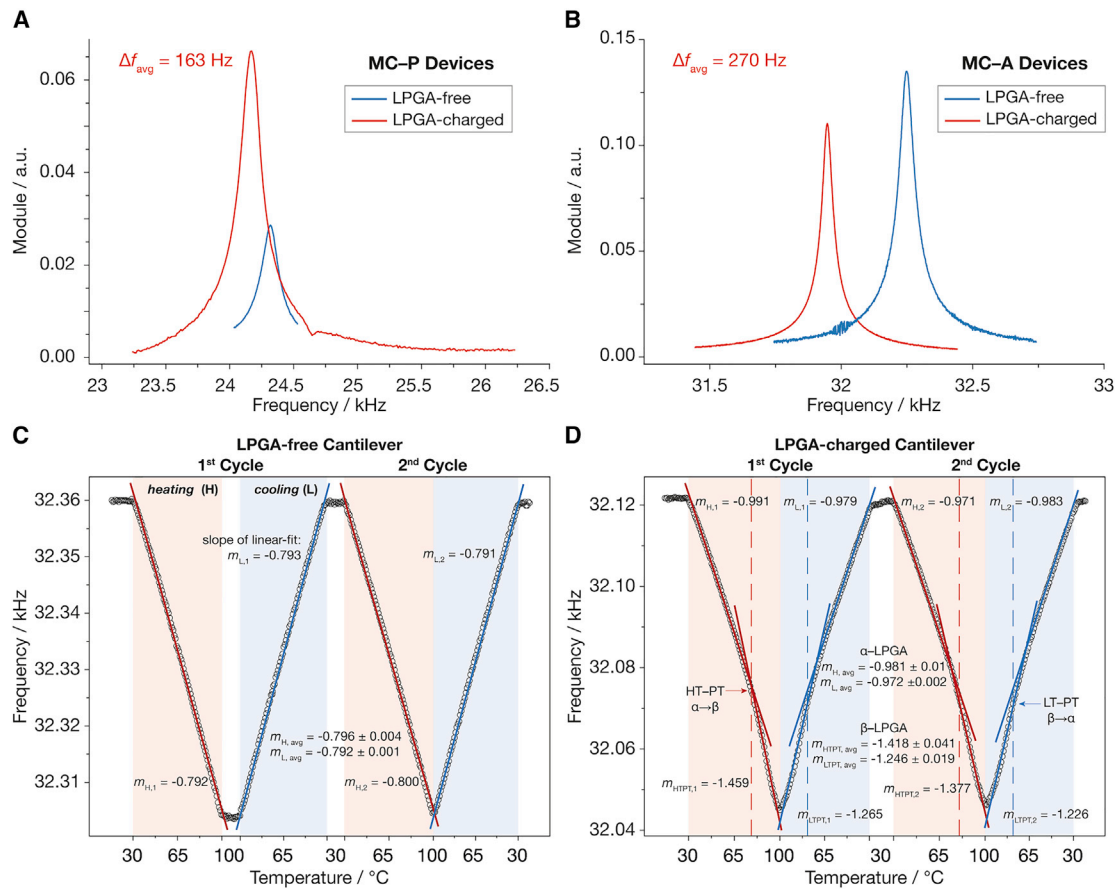 A
Δf avg = 163 Hz
MC–P Devices
LPGA-free
LPGA-charged
Module / a.u.
0.06
0.04
0.02
0.00
23 23.5 24 24.5 25 25.5 26 26.5
Frequency / kHz
B
Δf avg = 270 Hz
MC–A Devices
LPGA-free
LPGA-charged
Module / a.u.
0.15
0.10
0.05
0.00
31.5 32 32.5 33
Frequency / kHz
C
LPGA-free Cantilever
1st Cycle 2nd Cycle
heating (H) cooling (L)
slope of linear-fit:
mL,1 = -0.793
mL,2 = -0.791
mH, avg = -0.796 ± 0.004
mL, avg = -0.792 ± 0.001
mH,1 = -0.792
mH,2 = -0.800
Frequency / kHz
32.36
32.35
32.34
32.33
32.32
32.31
30 65 100 65 30 65 100 65 30
Temperature / °C
D
LPGA-charged Cantilever
1st Cycle 2nd Cycle
mH,1 = -0.991 mL,1 = -0.979 mH,2 = -0.971 mL,2 = -0.983
α–LPGA
mH, avg = -0.981 ± 0.01
mL, avg = -0.972 ±0.002
HT–PT
α→β
LT–PT
β→α
β–LPGA
mHTPT, avg = -1.418 ± 0.041
mLTPT, avg = -1.246 ± 0.019
mHTPT,1 = -1.459
mHTPT,2 = -1.377
mLTPT,1 = -1.265
mLTPT,2 = -1.226
Frequency / kHz
32.12
32.10
32.08
32.06
32.04
30 65 100 65 30 65 100 65 30
Temperature / °C